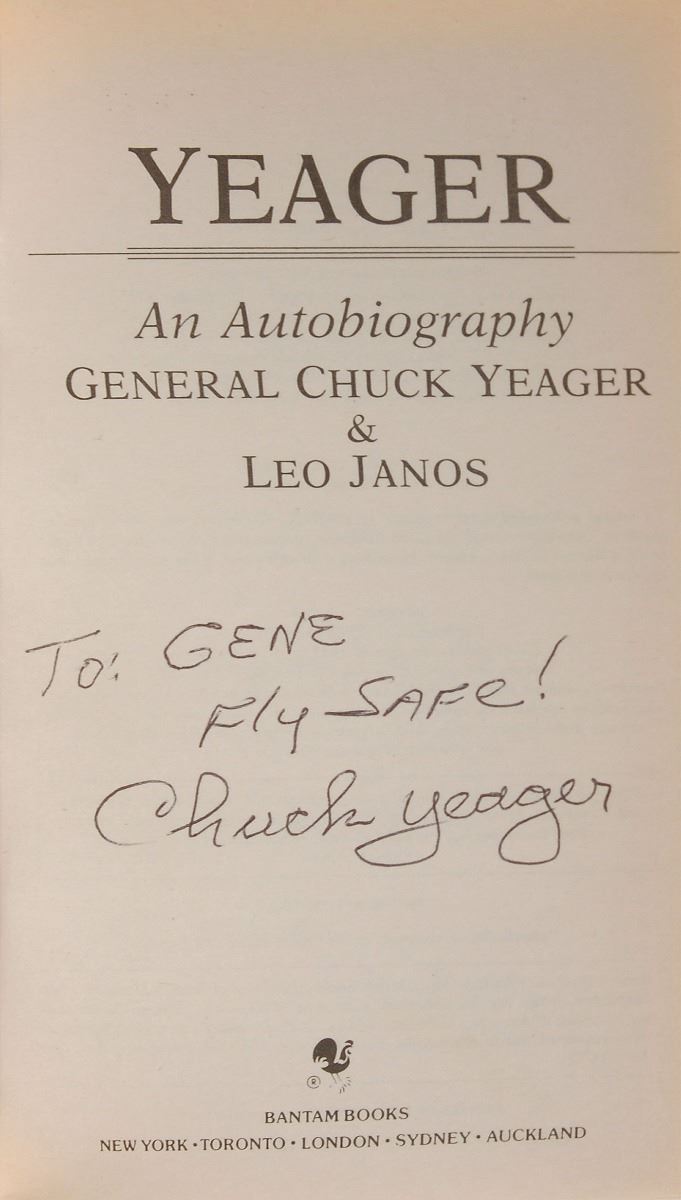 YEAGER
An Autobiography
GENERAL CHUCK YEAGER
&
LEO JANOS
To: GENE
Fly SAFe!
Chuck yeager
®
BANTAM BOOKS
NEW YORK • TORONTO • LONDON • SYDNEY • AUCKLAND